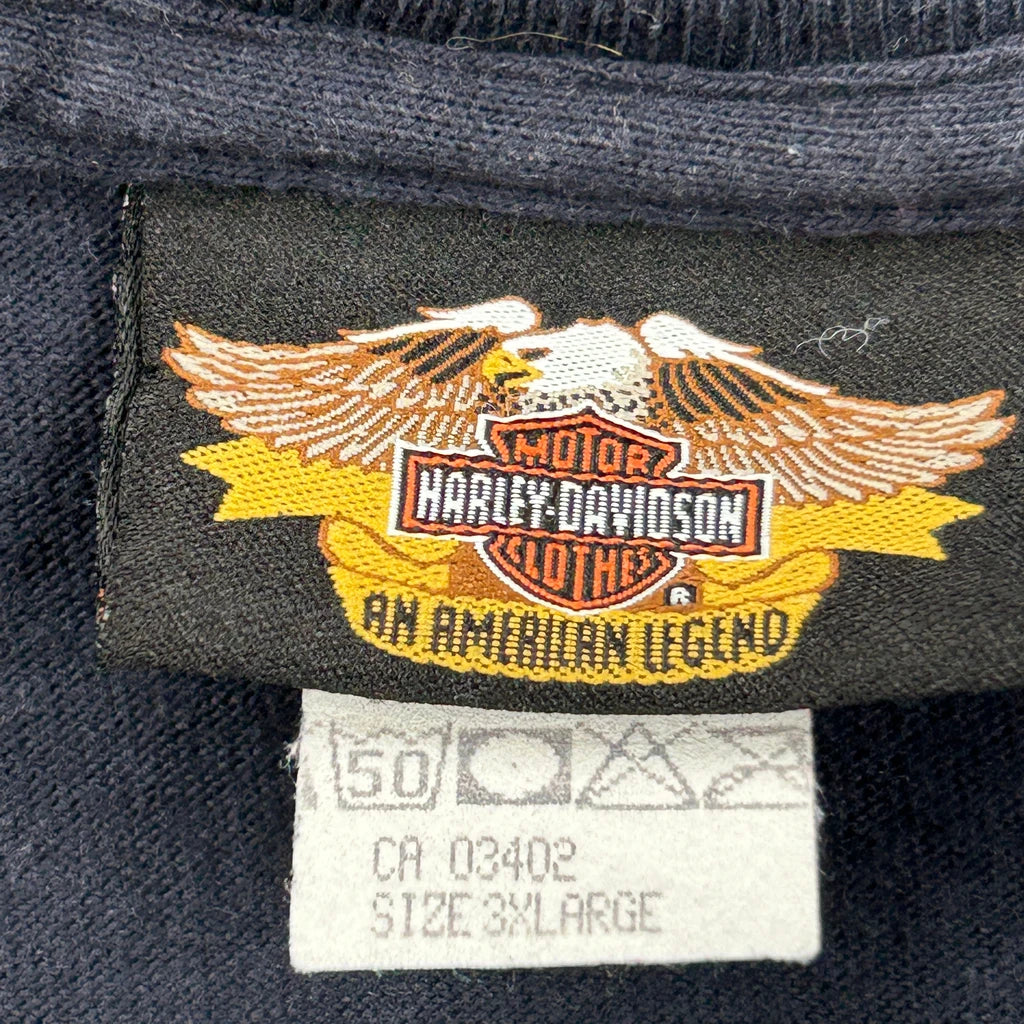 MOTOR
HARLEY-DAVIDSON
CLOTHES
®
AN AMERICAN LEGEND
50
CA 03402
SIZE 3XLARGE